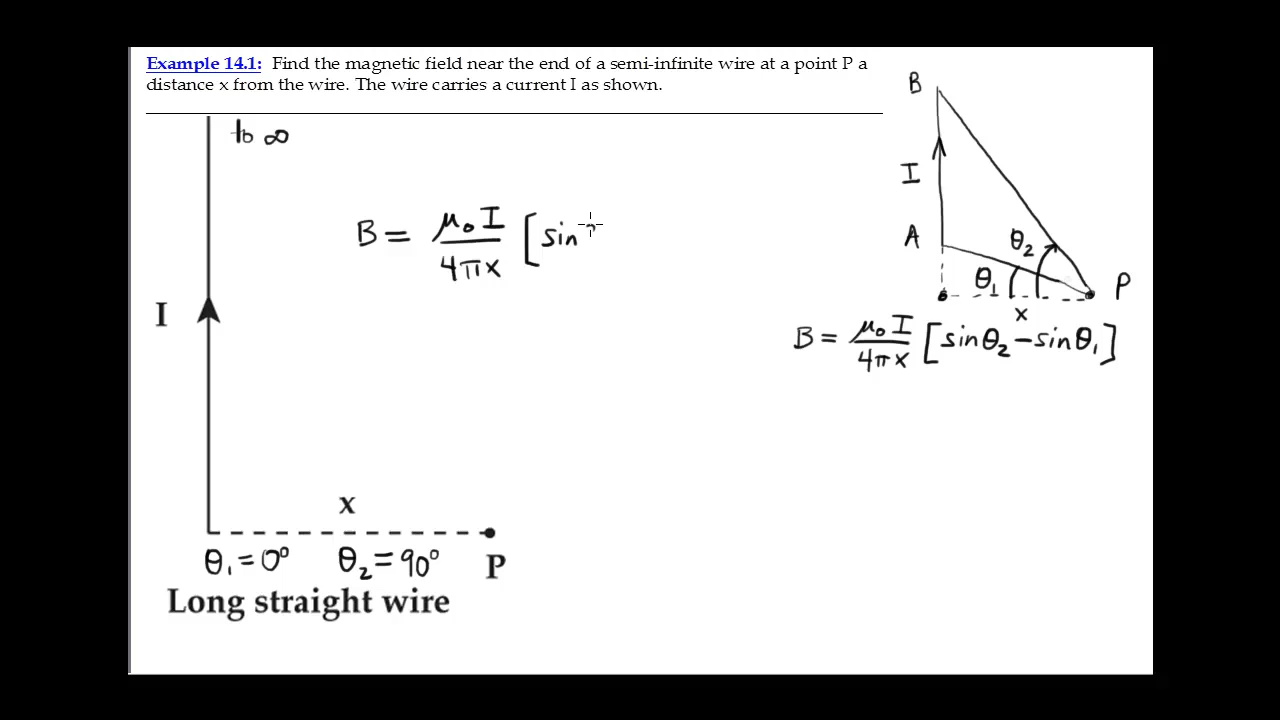 Example 14.1: Find the magnetic field near the end of a semi-infinite wire at a point P a
distance x from the wire. The wire carries a current I as shown.
to ∞
B = μ₀I / 4πx [sin
I
x
θ₁ = 0° θ₂ = 90° P
Long straight wire
B
I
A
θ₂
θ₁
P
x
B = μ₀I / 4πx [sinθ₂ − sinθ₁]